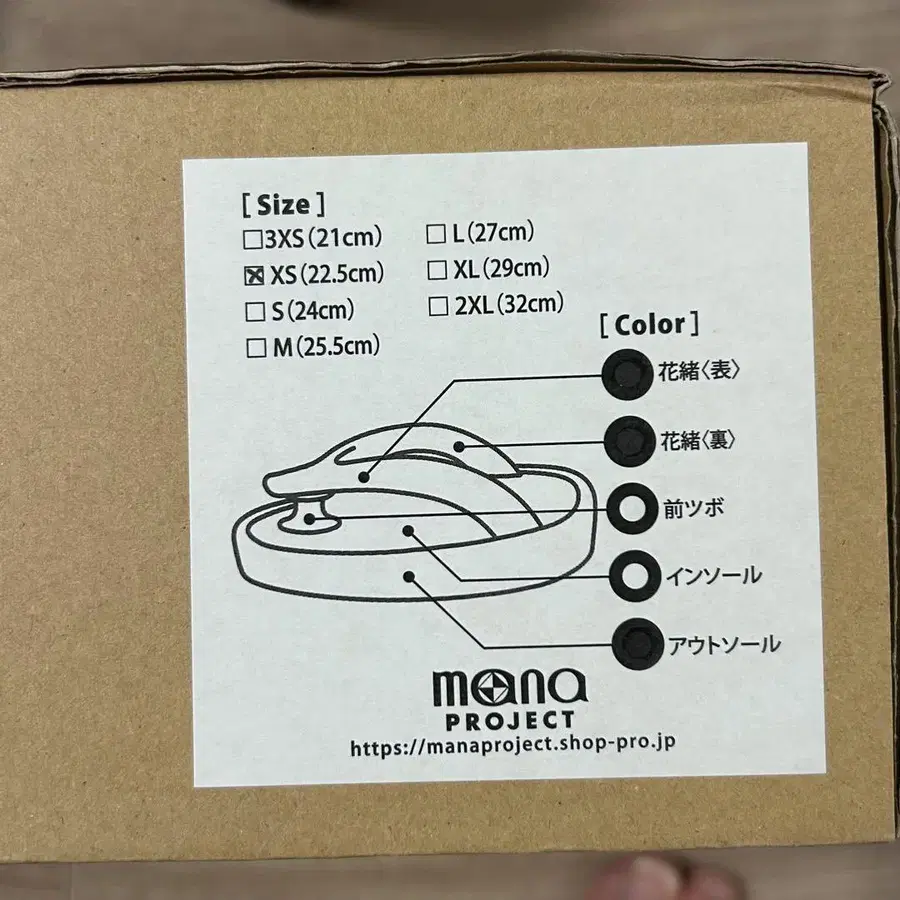 [ Size ]
□3XS(21cm)
☒ XS(22.5cm)
□ S(24cm)
□ M(25.5cm)
□ L(27cm)
□ XL(29cm)
□ 2XL(32cm)
[ Color ]
花緒〈表〉
花緒〈裏〉
前ツボ
インソール
アウトソール
mana
PROJECT
https://manaproject.shop-pro.jp